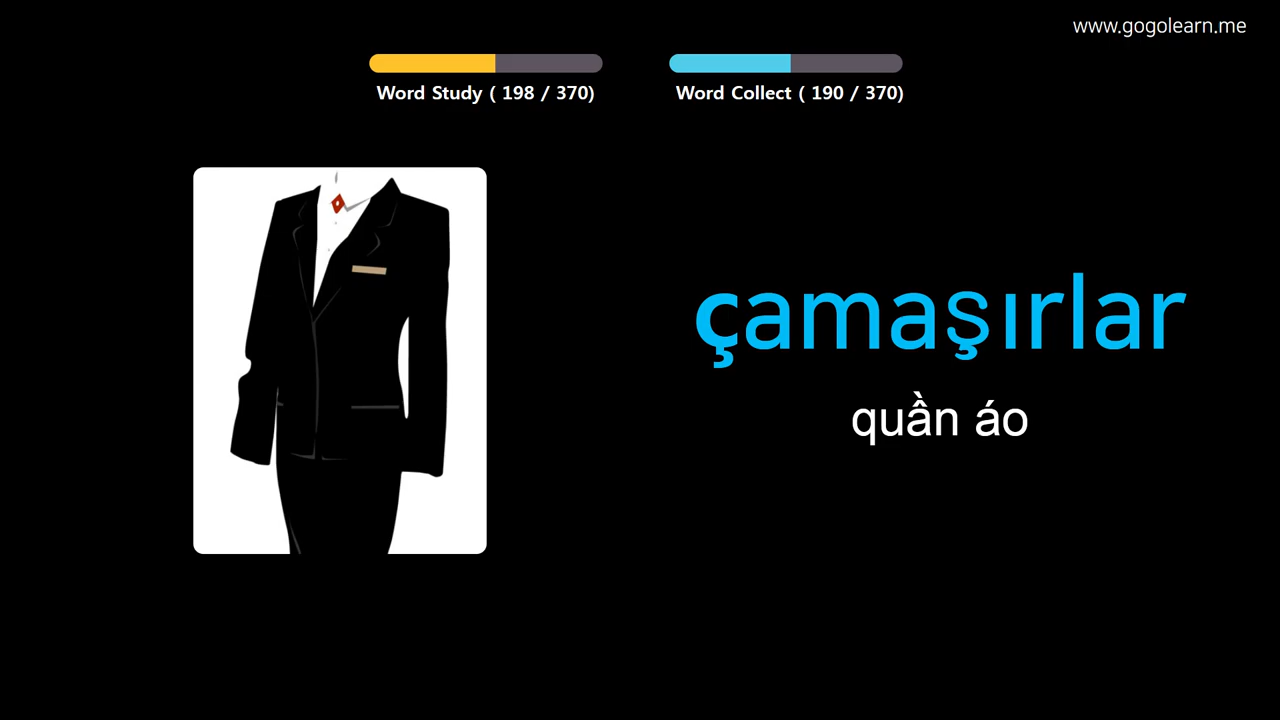 www.gogolearn.me
Word Study ( 198 / 370)
Word Collect ( 190 / 370)
çamaşırlar
quần áo